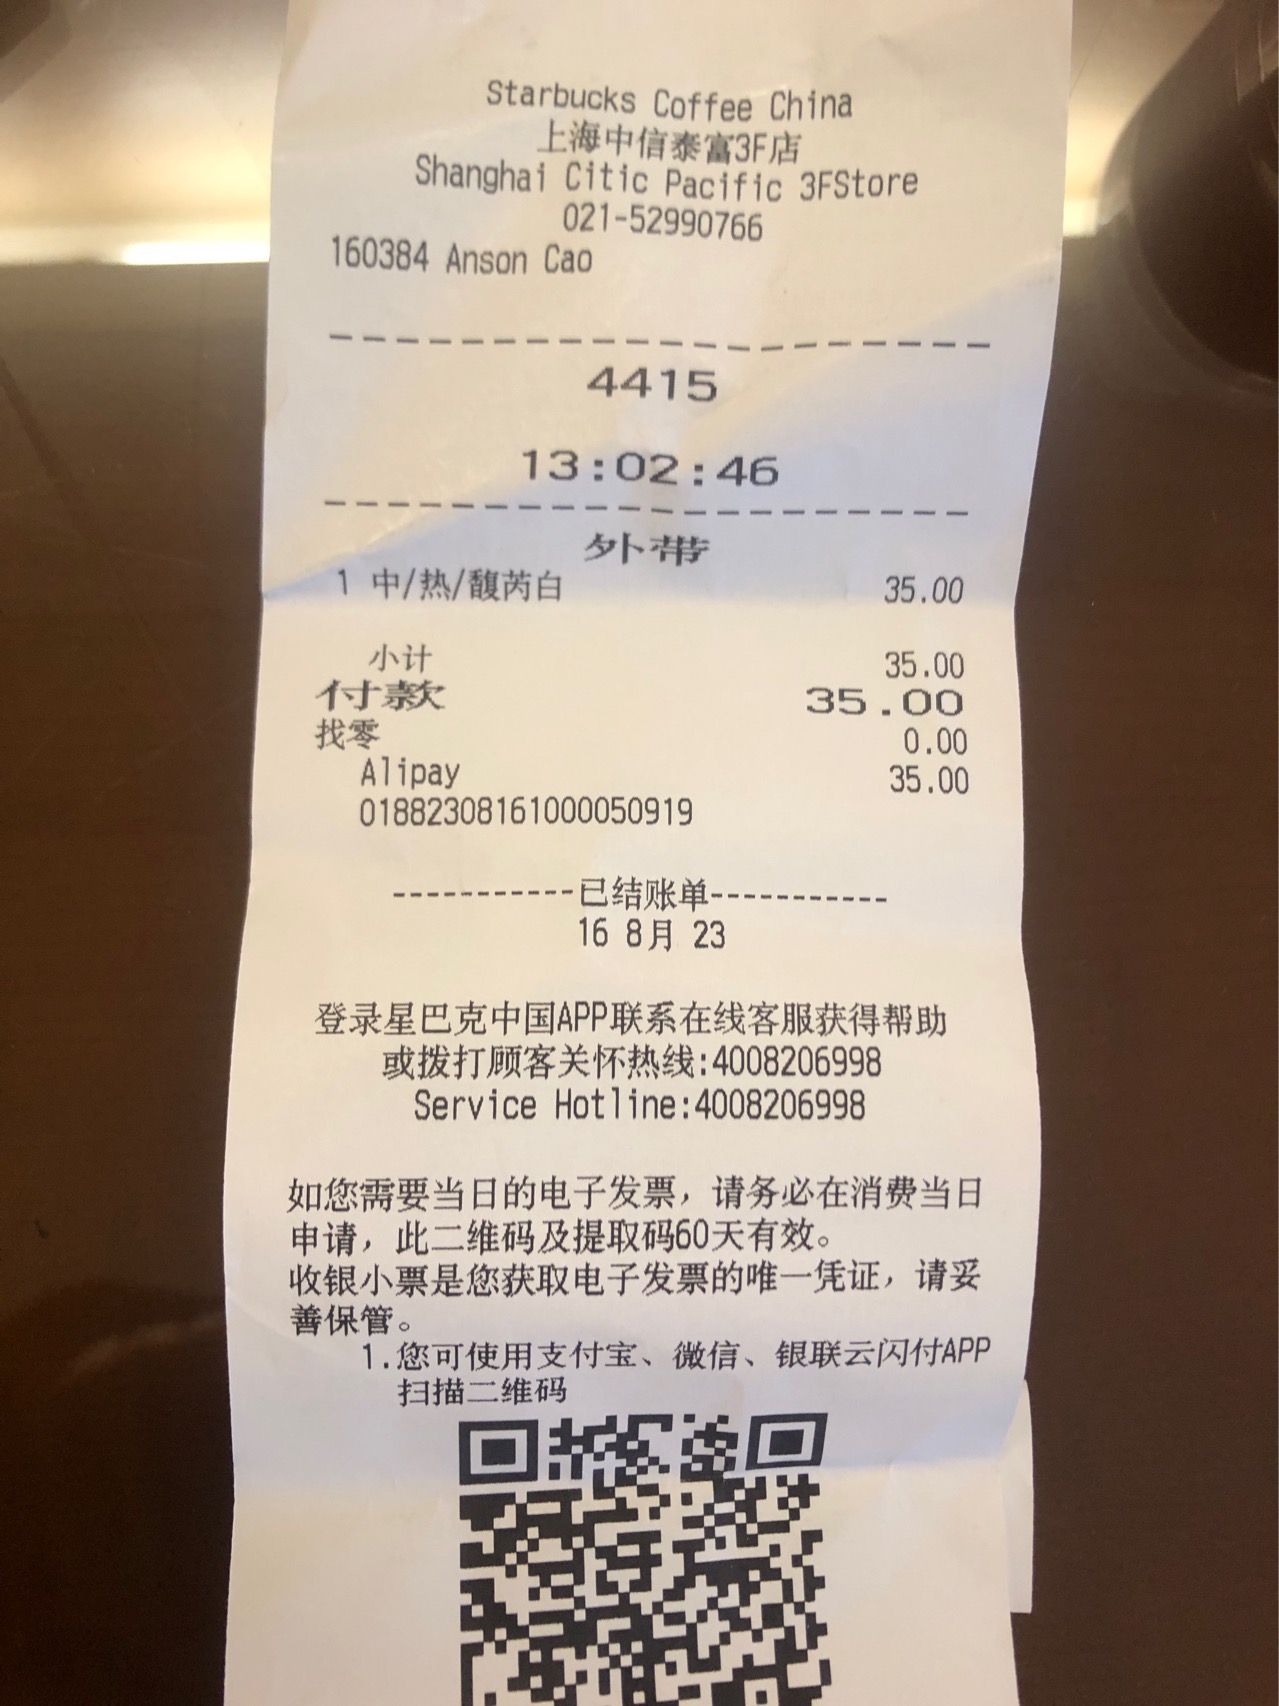 Starbucks Coffee China
上海中信泰富3F店
Shanghai Citic Pacific 3FStore
021-52990766
160384 Anson Cao
4415
13:02:46
外带
1 中/热/馥芮白 35.00
小计 35.00
付款 35.00
找零 0.00
Alipay 35.00
01882308161000050919
-----------已结账单-----------
16 8月 23
登录星巴克中国APP联系在线客服获得帮助
或拨打顾客关怀热线:4008206998
Service Hotline:4008206998
如您需要当日的电子发票，请务必在消费当日
申请，此二维码及提取码60天有效。
收银小票是您获取电子发票的唯一凭证，请妥
善保管。
1.您可使用支付宝、微信、银联云闪付APP
扫描二维码